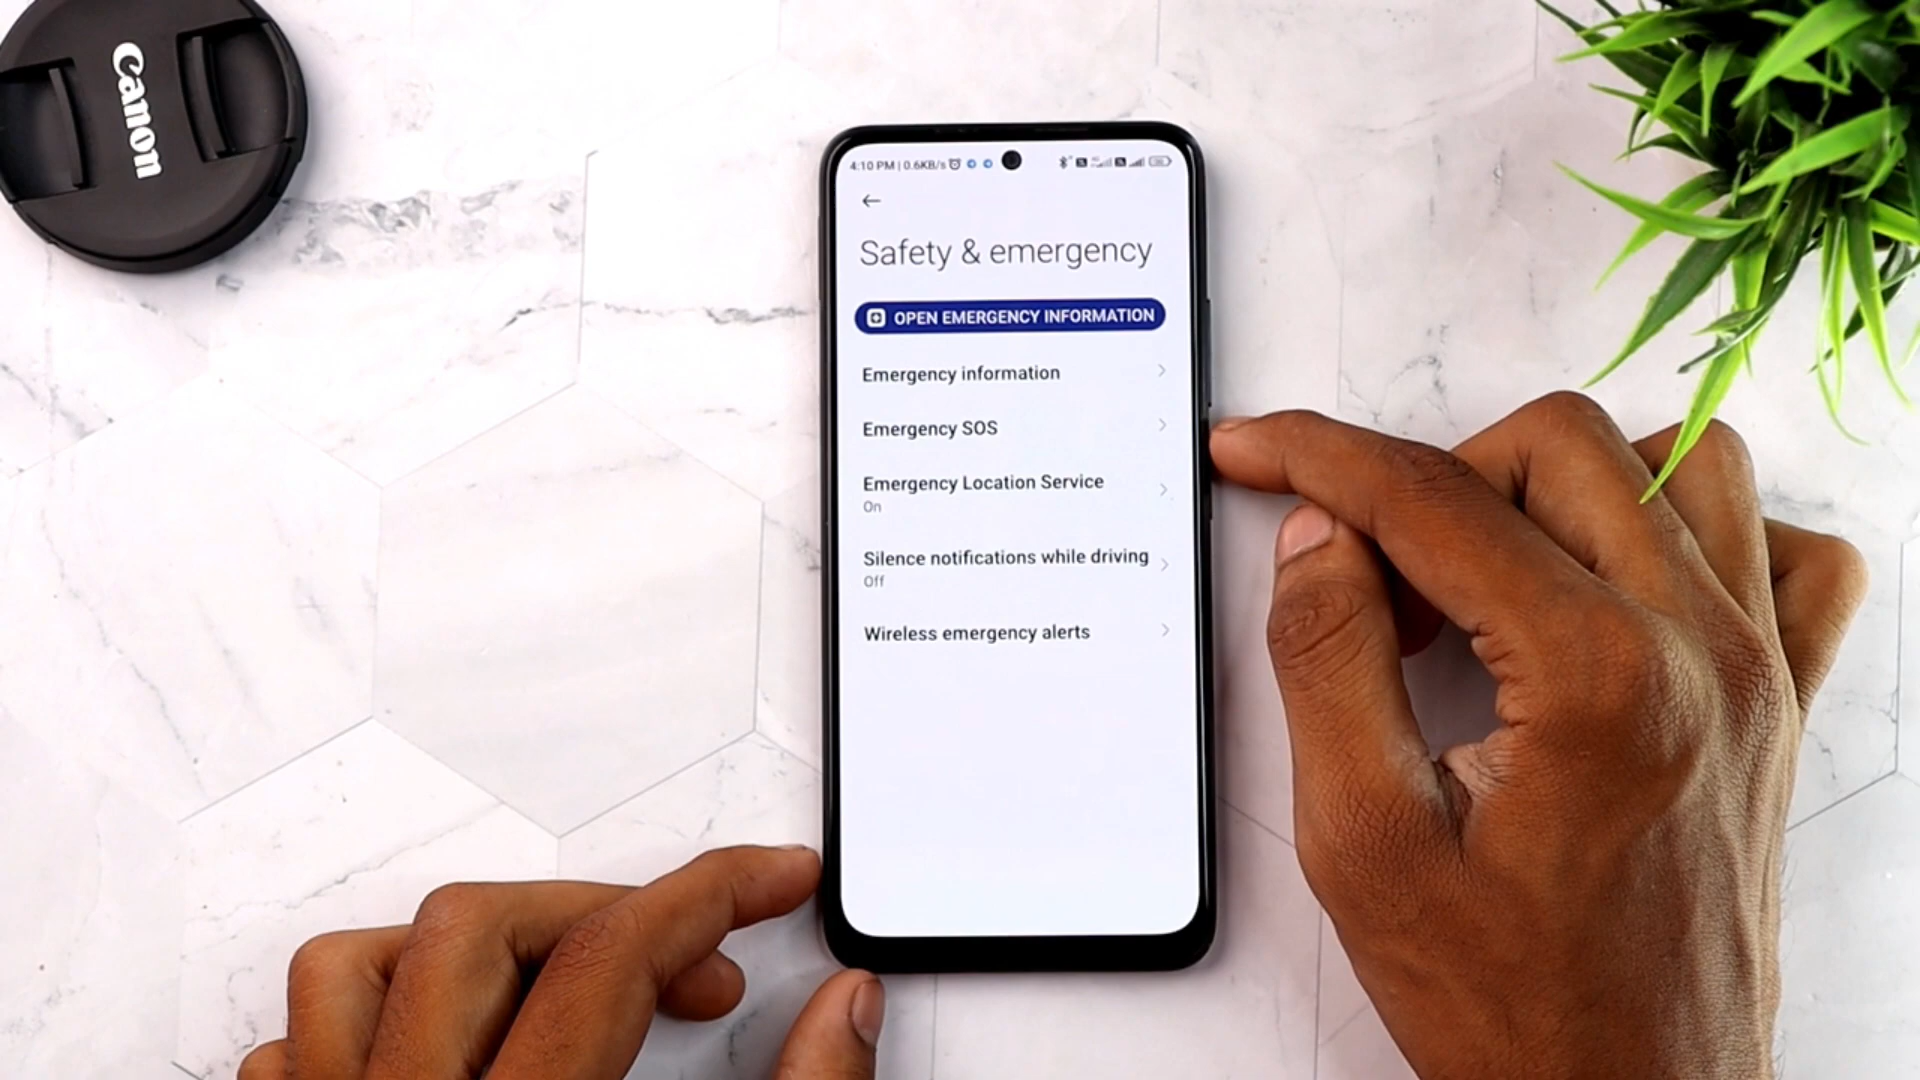 Canon
4:10 PM | 0.6KB/s
Safety & emergency
OPEN EMERGENCY INFORMATION
Emergency information
Emergency SOS
Emergency Location Service
On
Silence notifications while driving
Off
Wireless emergency alerts